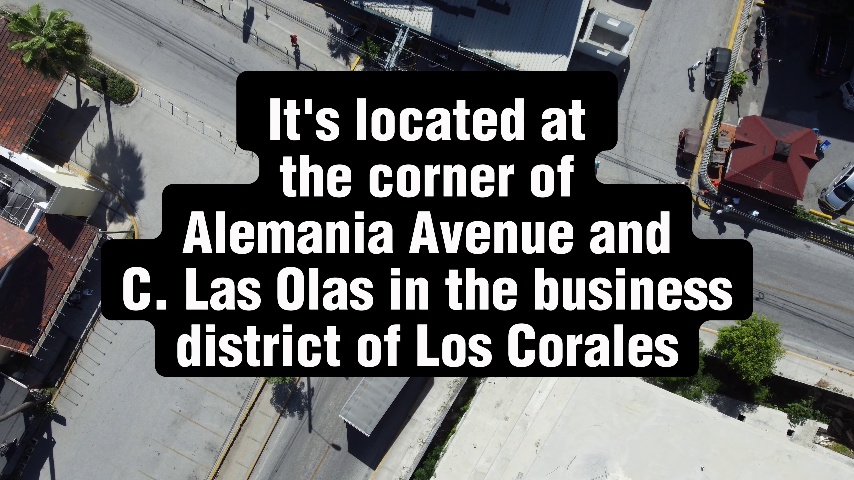 It's located at
the corner of
Alemania Avenue and
C. Las Olas in the business
district of Los Corales